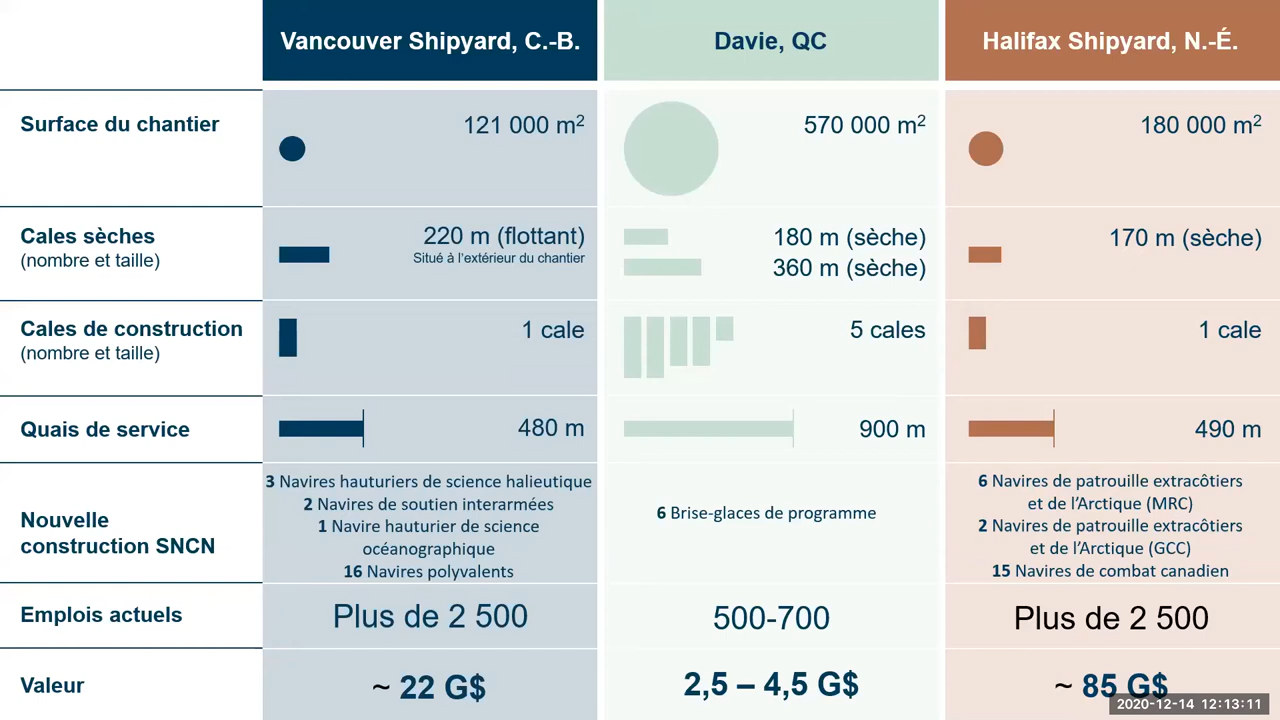 Vancouver Shipyard, C.-B.
Davie, QC
Halifax Shipyard, N.-É.
Surface du chantier
121 000 m²
570 000 m²
180 000 m²
Cales sèches
(nombre et taille)
220 m (flottant)
Situé à l'extérieur du chantier
180 m (sèche)
360 m (sèche)
170 m (sèche)
Cales de construction
(nombre et taille)
1 cale
5 cales
1 cale
Quais de service
480 m
900 m
490 m
Nouvelle
construction SNCN
3 Navires hauturiers de science halieutique
2 Navires de soutien interarmées
1 Navire hauturier de science
océanographique
16 Navires polyvalents
6 Brise-glaces de programme
6 Navires de patrouille extracôtiers
et de l'Arctique (MRC)
2 Navires de patrouille extracôtiers
et de l'Arctique (GCC)
15 Navires de combat canadien
Emplois actuels
Plus de 2 500
500-700
Plus de 2 500
Valeur
~ 22 G$
2,5 – 4,5 G$
~ 85 G$
2020-12-14 12:13:11